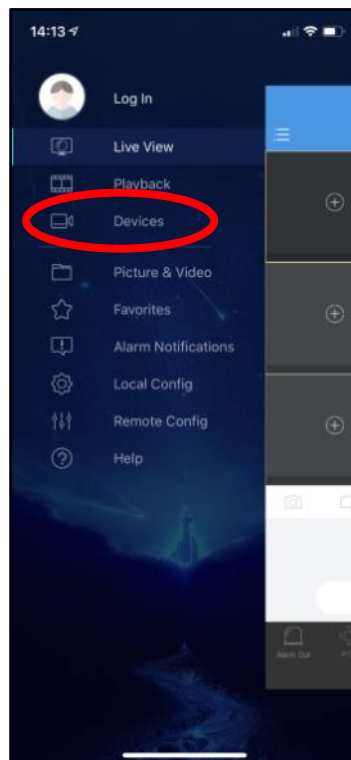 14:13
Log In
Live View
Playback
Devices
Picture & Video
Favorites
Alarm Notifications
Local Config
Remote Config
Help
Alarm Out